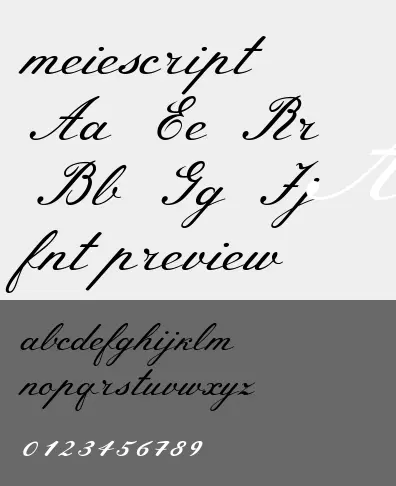 meiescript
Aa Ee Rr
Bb Gg Jj
fnt preview
abcdefghijklm
nopqrstuvwxyz
0123456789